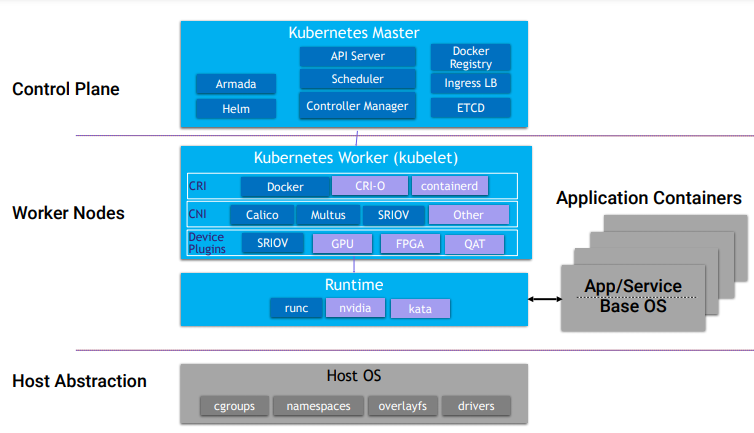 Kubernetes Master
API Server
Docker
Registry
Scheduler
Control Plane
Armada
Ingress LB
Helm
Controller Manager
ETCD
Kubernetes Worker (kubelet)
CRI
Docker
CRI-O
containerd
Application Containers
Worker Nodes
CNI
Calico
Multus
SRIOV
Other
Device
Plugins
SRIOV
GPU
FPGA
QAT
Runtime
runc
nvidia
kata
App/Service
Base OS
Host Abstraction
Host OS
cgroups
namespaces
overlayfs
drivers